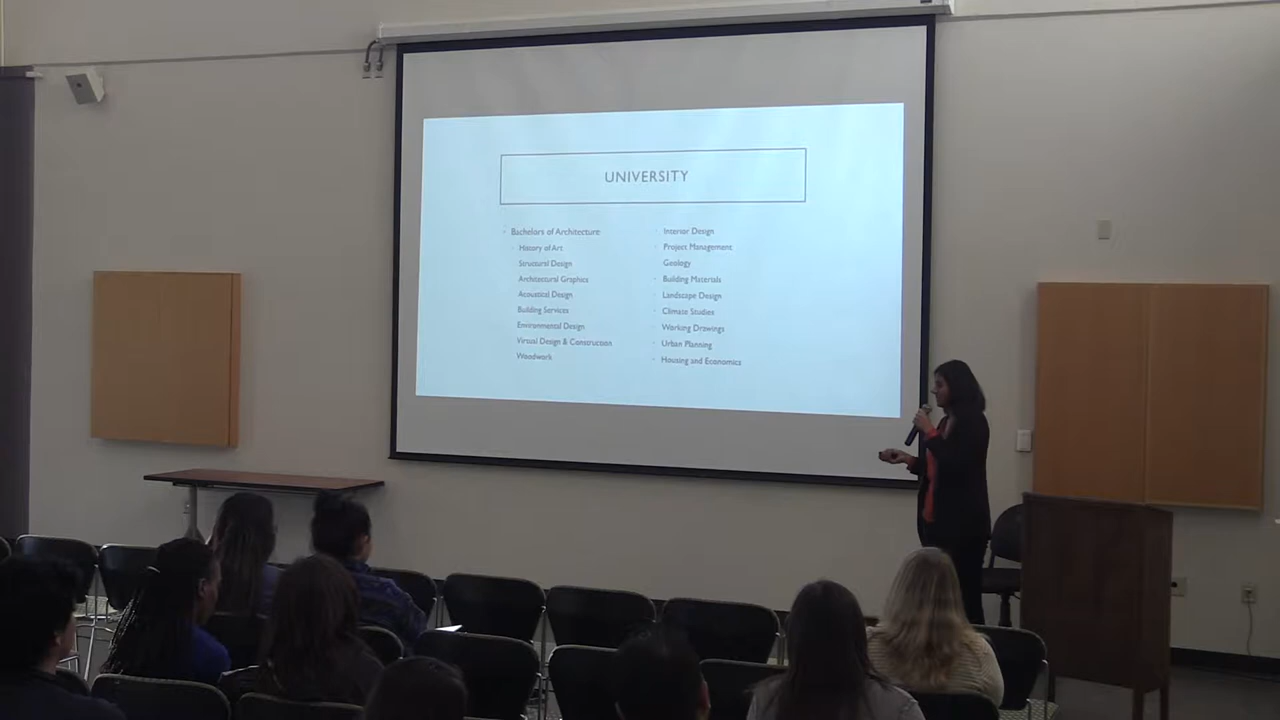 UNIVERSITY
Bachelors of Architecture
History of Art
Structural Design
Architectural Graphics
Acoustical Design
Building Services
Environmental Design
Virtual Design & Construction
Woodwork
Interior Design
Project Management
Geology
Building Materials
Landscape Design
Climate Studies
Working Drawings
Urban Planning
Housing and Economics